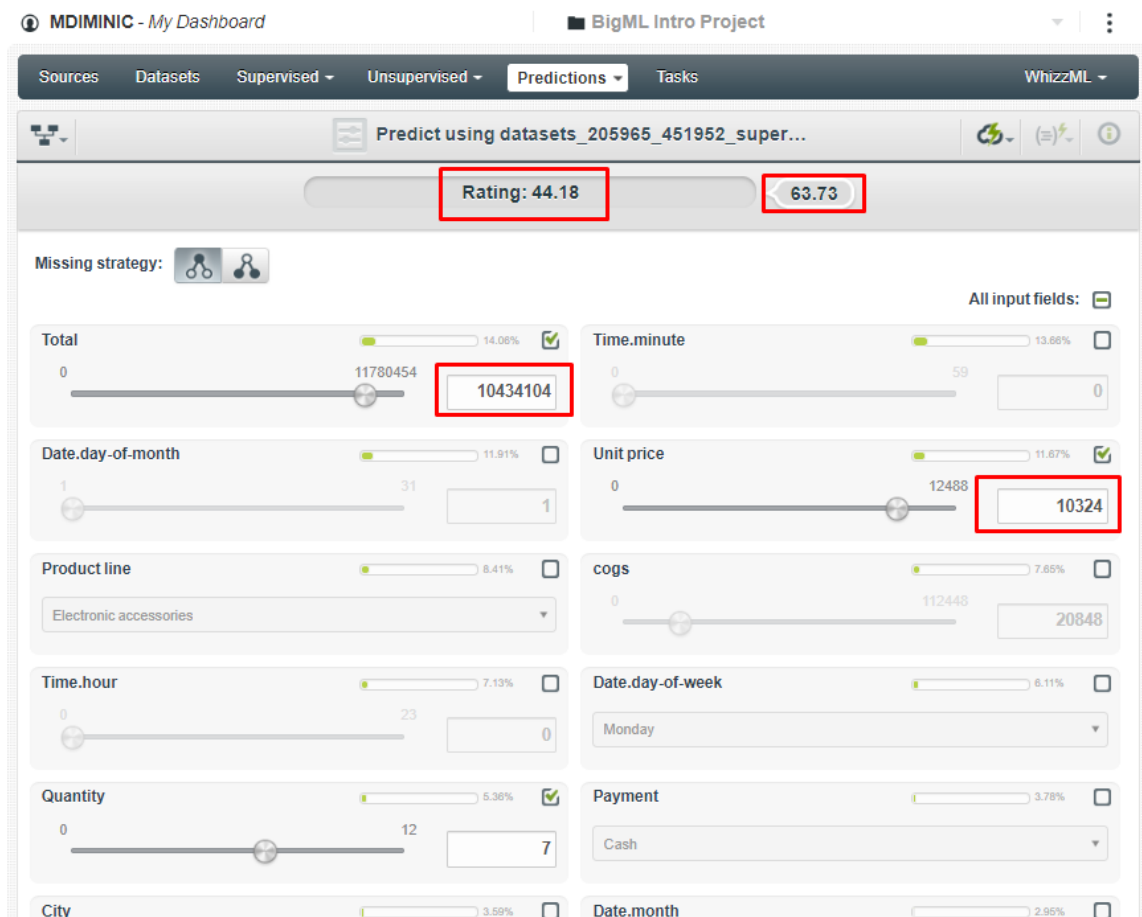 MDIMINIC - My Dashboard BigML Intro Project
Sources Datasets Supervised Unsupervised Predictions Tasks WhizzML
Predict using datasets_205965_451952_super...
Rating: 44.18 63.73
Missing strategy:
All input fields:
Total 14.06% Time.minute 13.66%
0 11780454 10434104 0 59 0
Date.day-of-month 11.91% Unit price 11.67%
1 31 1 0 12488 10324
Product line 8.41% cogs 7.65%
Electronic accessories 0 112448 20848
Time.hour 7.13% Date.day-of-week 6.11%
0 23 0 Monday
Quantity 5.36% Payment 3.78%
0 12 7 Cash
City 3.59% Date.month 2.95%